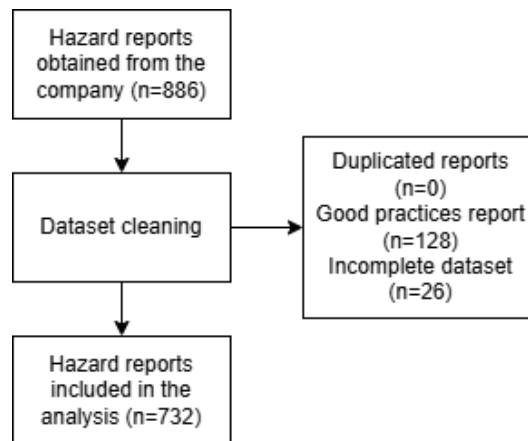 Hazard reports
obtained from the
company (n=886)
Dataset cleaning
Duplicated reports
(n=0)
Good practices report
(n=128)
Incomplete dataset
(n=26)
Hazard reports
included in the
analysis (n=732)